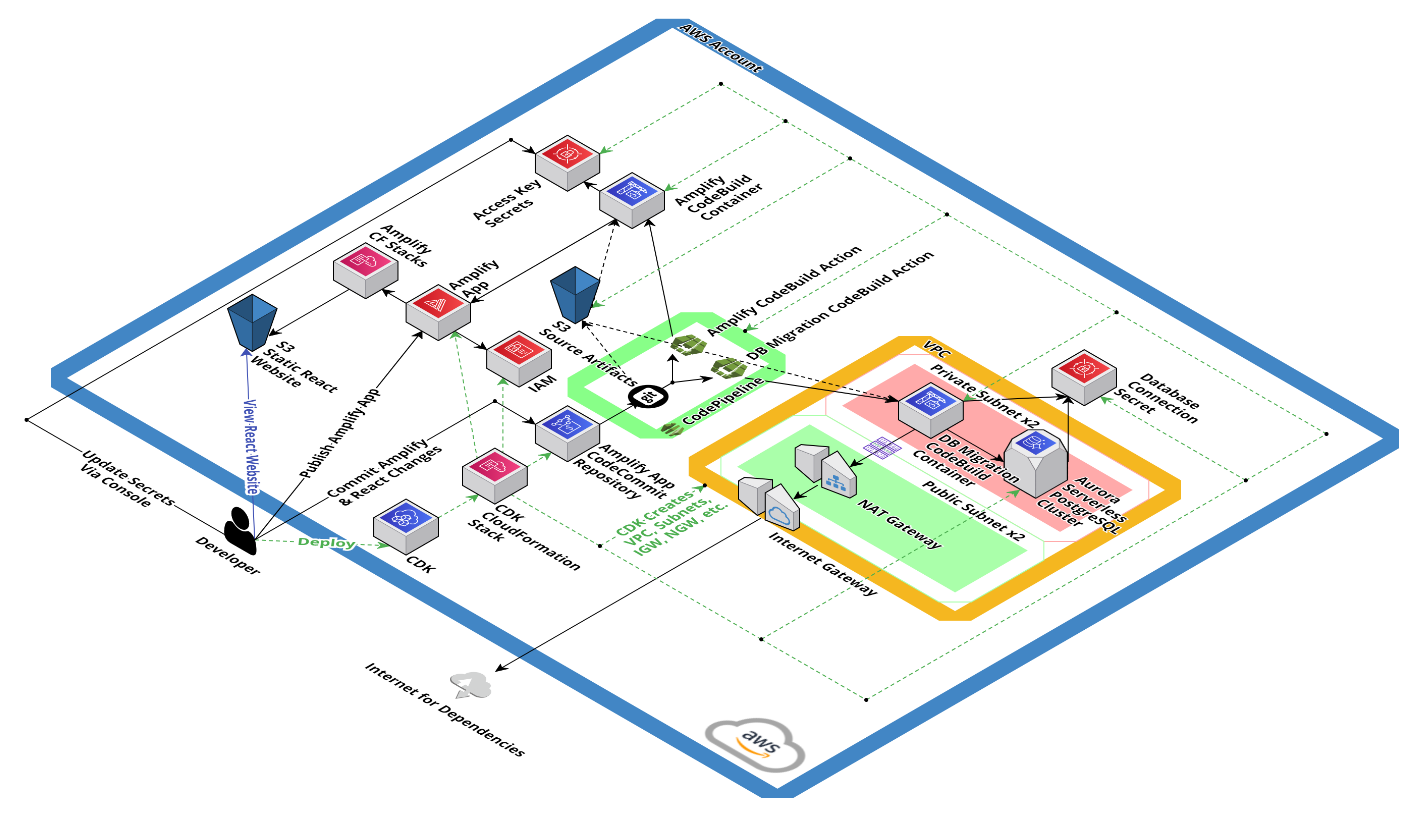 AWS Account
Access Key
Secrets
Amplify
CodeBuild
Container
Amplify
CF Stacks
Amplify
App
S3
Static React
Website
S3
Source Artifacts
IAM
Amplify CodeBuild Action
DB Migration CodeBuild Action
git
CodePipeline
VPC
Private Subnet x2
Database
Connection
Secret
DB Migration
CodeBuild
Container
Aurora
Serverless
PostgreSQL
Cluster
Public Subnet x2
NAT Gateway
Internet Gateway
View React Website
Publish Amplify App
Commit Amplify
& React Changes
Update Secrets
Via Console
Amplify App
CodeCommit
Repository
CDK
CloudFormation
Stack
CDK Creates
VPC, Subnets,
IGW, NGW, etc.
Developer
Deploy
CDK
Internet for Dependencies
aws